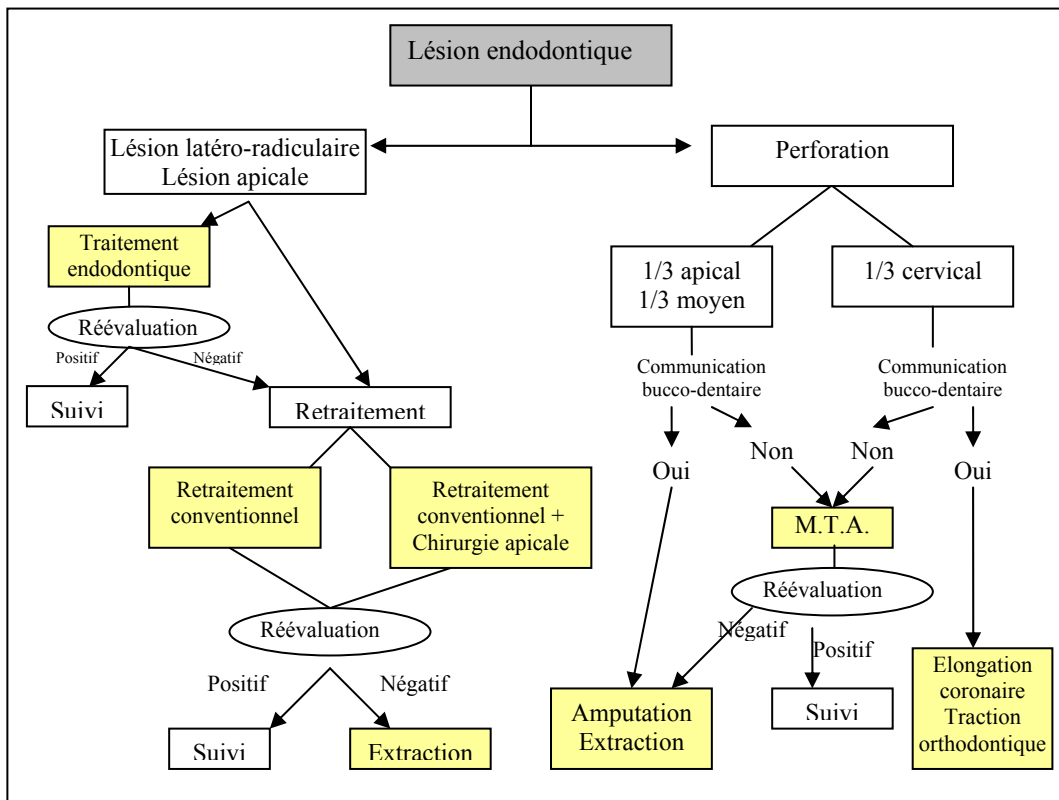 Lésion endodontique
Lésion latéro-radiculaire
Lésion apicale
Perforation
Traitement
endodontique
1/3 apical
1/3 moyen
1/3 cervical
Réévaluation
Positif
Négatif
Communication
bucco-dentaire
Communication
bucco-dentaire
Suivi
Retraitement
Oui
Non
Non
Oui
Retraitement
conventionnel
Retraitement
conventionnel +
Chirurgie apicale
M.T.A.
Réévaluation
Réévaluation
Négatif
Positif
Positif
Négatif
Suivi
Extraction
Amputation
Extraction
Suivi
Elongation
coronaire
Traction
orthodontique